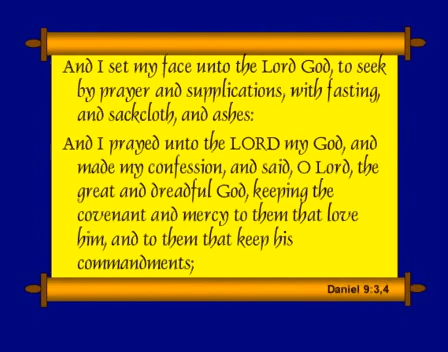 And I set my face unto the Lord God, to seek
by prayer and supplications, with fasting,
and sackcloth, and ashes:
And I prayed unto the LORD my God, and
made my confession, and said, O Lord, the
great and dreadful God, keeping the
covenant and mercy to them that love
him, and to them that keep his
commandments;
Daniel 9:3,4